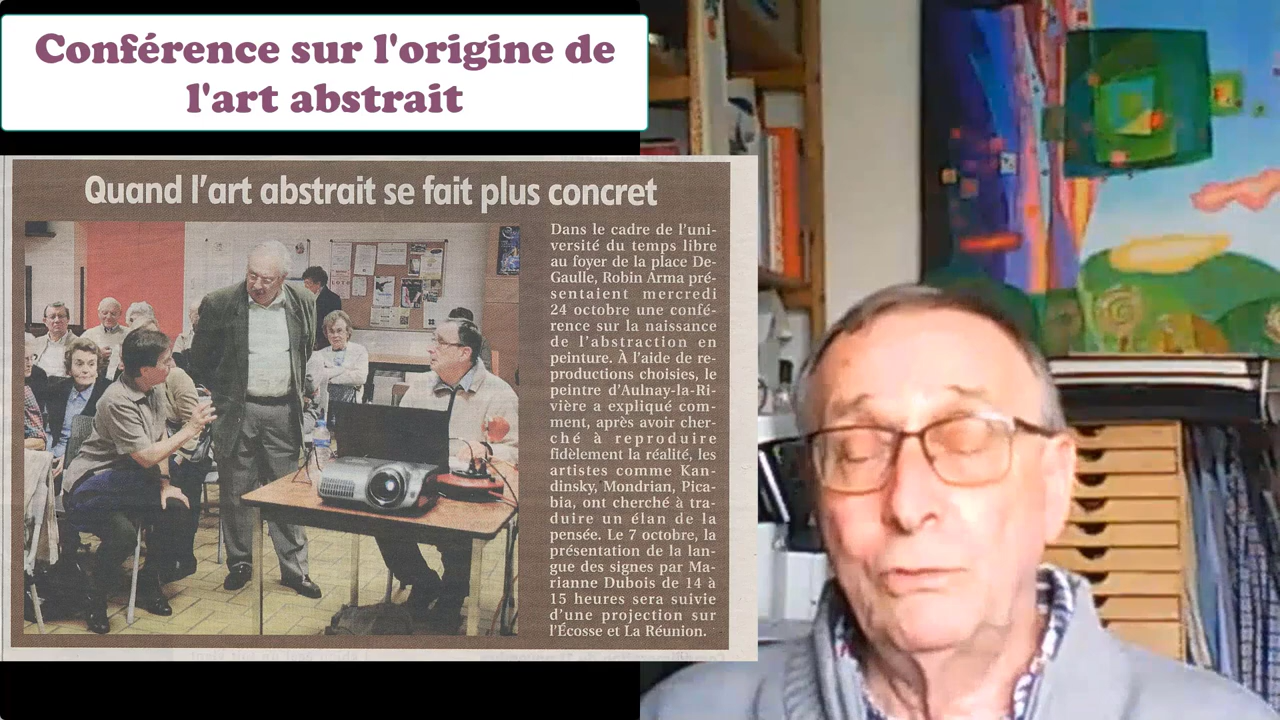 Conférence sur l'origine de
l'art abstrait
Quand l'art abstrait se fait plus concret
Dans le cadre de l'uni-
versité du temps libre
au foyer de la place De-
Gaulle, Robin Arma pré-
sentaient mercredi
24 octobre une confé-
rence sur la naissance
de l'abstraction en
peinture. À l'aide de re-
productions choisies, le
peintre d'Aulnay-la-Ri-
vière a expliqué com-
ment, après avoir cher-
ché à reproduire
fidèlement la réalité, les
artistes comme Kan-
dinsky, Mondrian, Pica-
bia, ont cherché à tra-
duire un élan de la
pensée. Le 7 octobre, la
présentation de la lan-
gue des signes par Ma-
rianne Dubois de 14 à
15 heures sera suivie
d'une projection sur
l'Écosse et La Réunion.